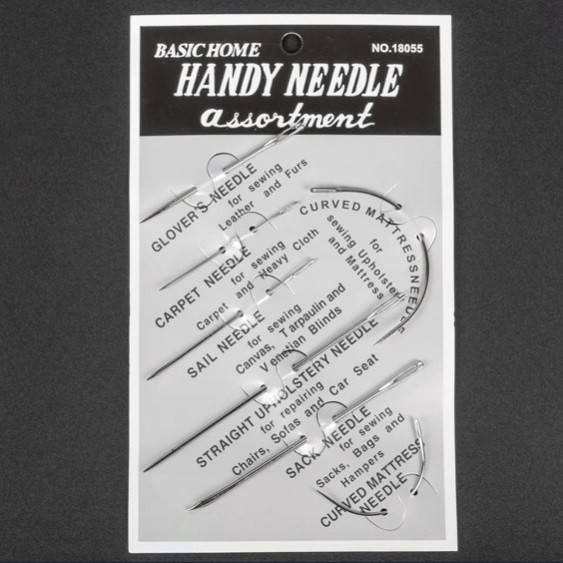 BASIC HOME
NO.18055
HANDY NEEDLE
assortment
GLOVER'S NEEDLE
for sewing
Leather and Furs
CURVED MATTRESS NEEDLE
for
sewing Upholstery
and Mattress
CARPET NEEDLE
for sewing
Carpet and Heavy Cloth
SAIL NEEDLE
for sewing
Canvas, Tarpaulin and
Venetian Blinds
STRAIGHT UPHOLSTERY NEEDLE
for repairing
Chairs, Sofas and Car Seat
SACK NEEDLE
for sewing
Sacks, Bags and
Hampers
CURVED MATTRESS
NEEDLE